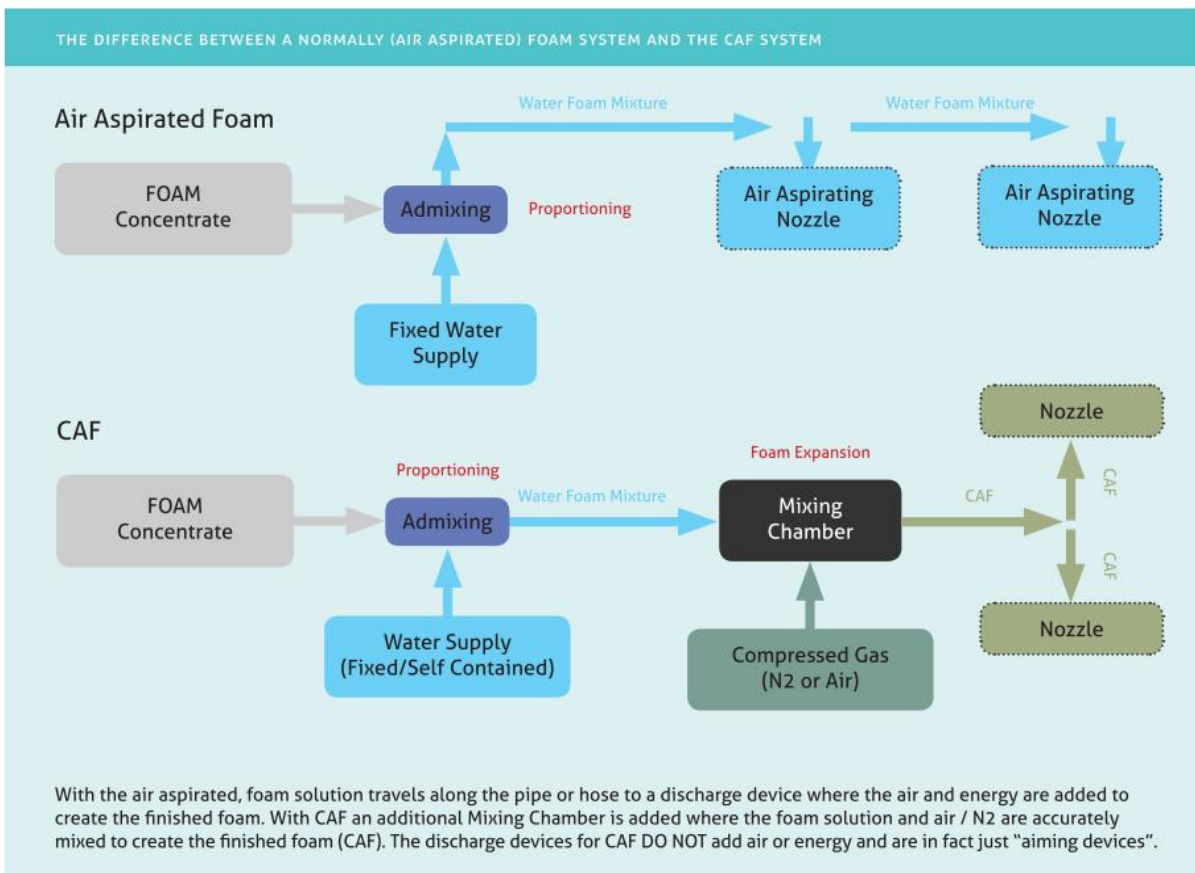 THE DIFFERENCE BETWEEN A NORMALLY (AIR ASPIRATED) FOAM SYSTEM AND THE CAF SYSTEM
Air Aspirated Foam
Water Foam Mixture
Water Foam Mixture
FOAM
Concentrate
Admixing
Proportioning
Air Aspirating
Nozzle
Air Aspirating
Nozzle
Fixed Water
Supply
CAF
Nozzle
FOAM
Concentrate
Proportioning
Admixing
Water Foam Mixture
Foam Expansion
Mixing
Chamber
CAF
CAF
CAF
Nozzle
Water Supply
(Fixed/Self Contained)
Compressed Gas
(N2 or Air)
With the air aspirated, foam solution travels along the pipe or hose to a discharge device where the air and energy are added to
create the finished foam. With CAF an additional Mixing Chamber is added where the foam solution and air / N2 are accurately
mixed to create the finished foam (CAF). The discharge devices for CAF DO NOT add air or energy and are in fact just “aiming devices”.